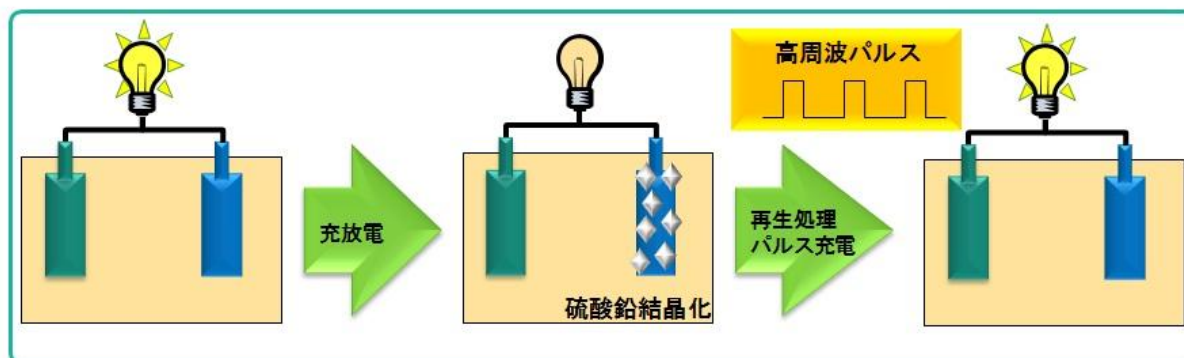 高周波パルス
充放電
再生処理
パルス充電
硫酸鉛結晶化